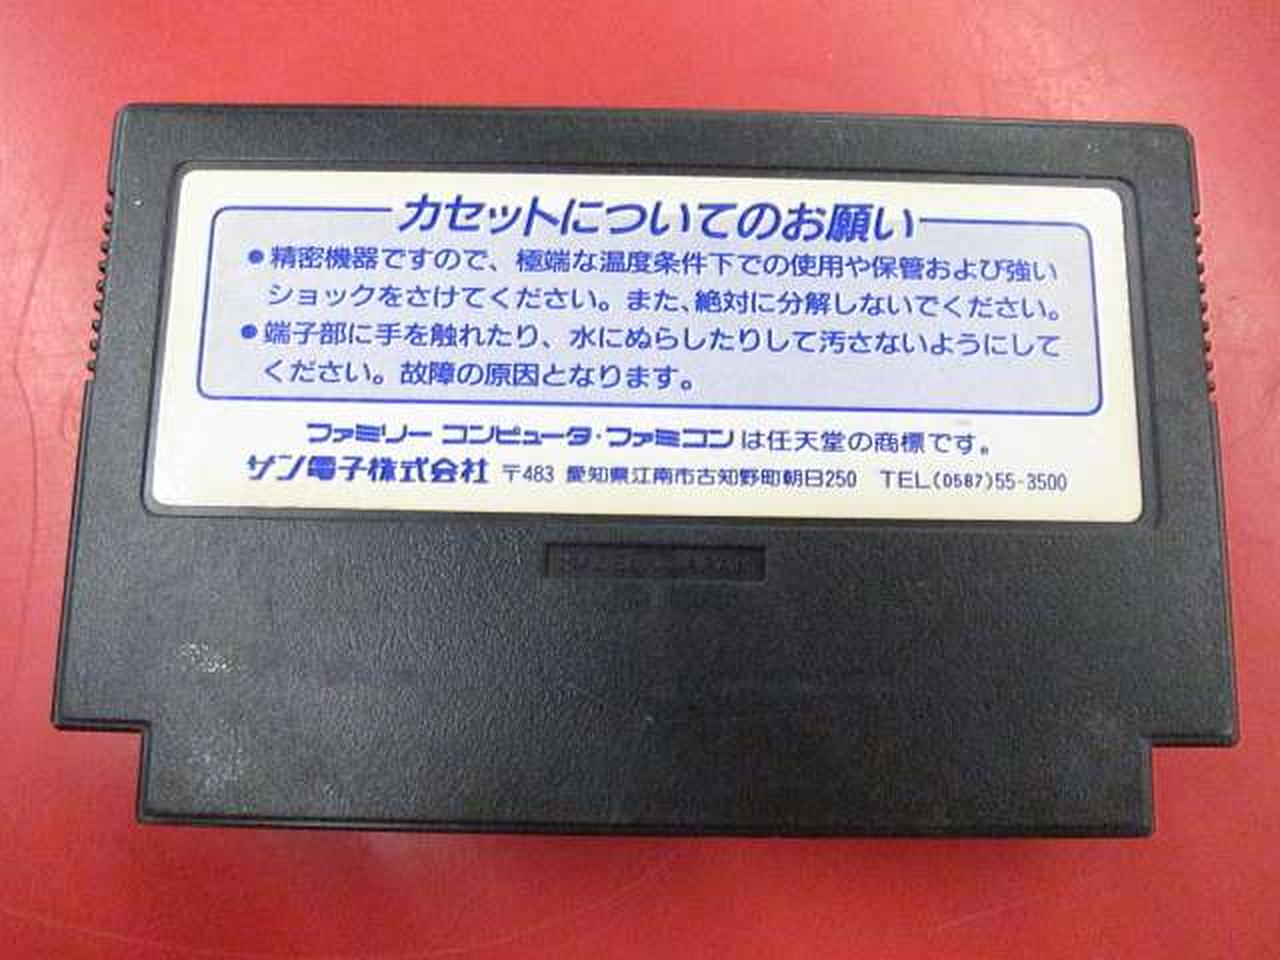 カセットについてのお願い
●精密機器ですので、極端な温度条件下での使用や保管および強い
ショックをさけてください。また、絶対に分解しないでください。
●端子部に手を触れたり、水にぬらしたりして汚さないようにして
ください。故障の原因となります。
ファミリー コンピュータ・ファミコンは任天堂の商標です。
サン電子株式会社 〒483 愛知県江南市古知野町朝日250 TEL(0587)55-3500